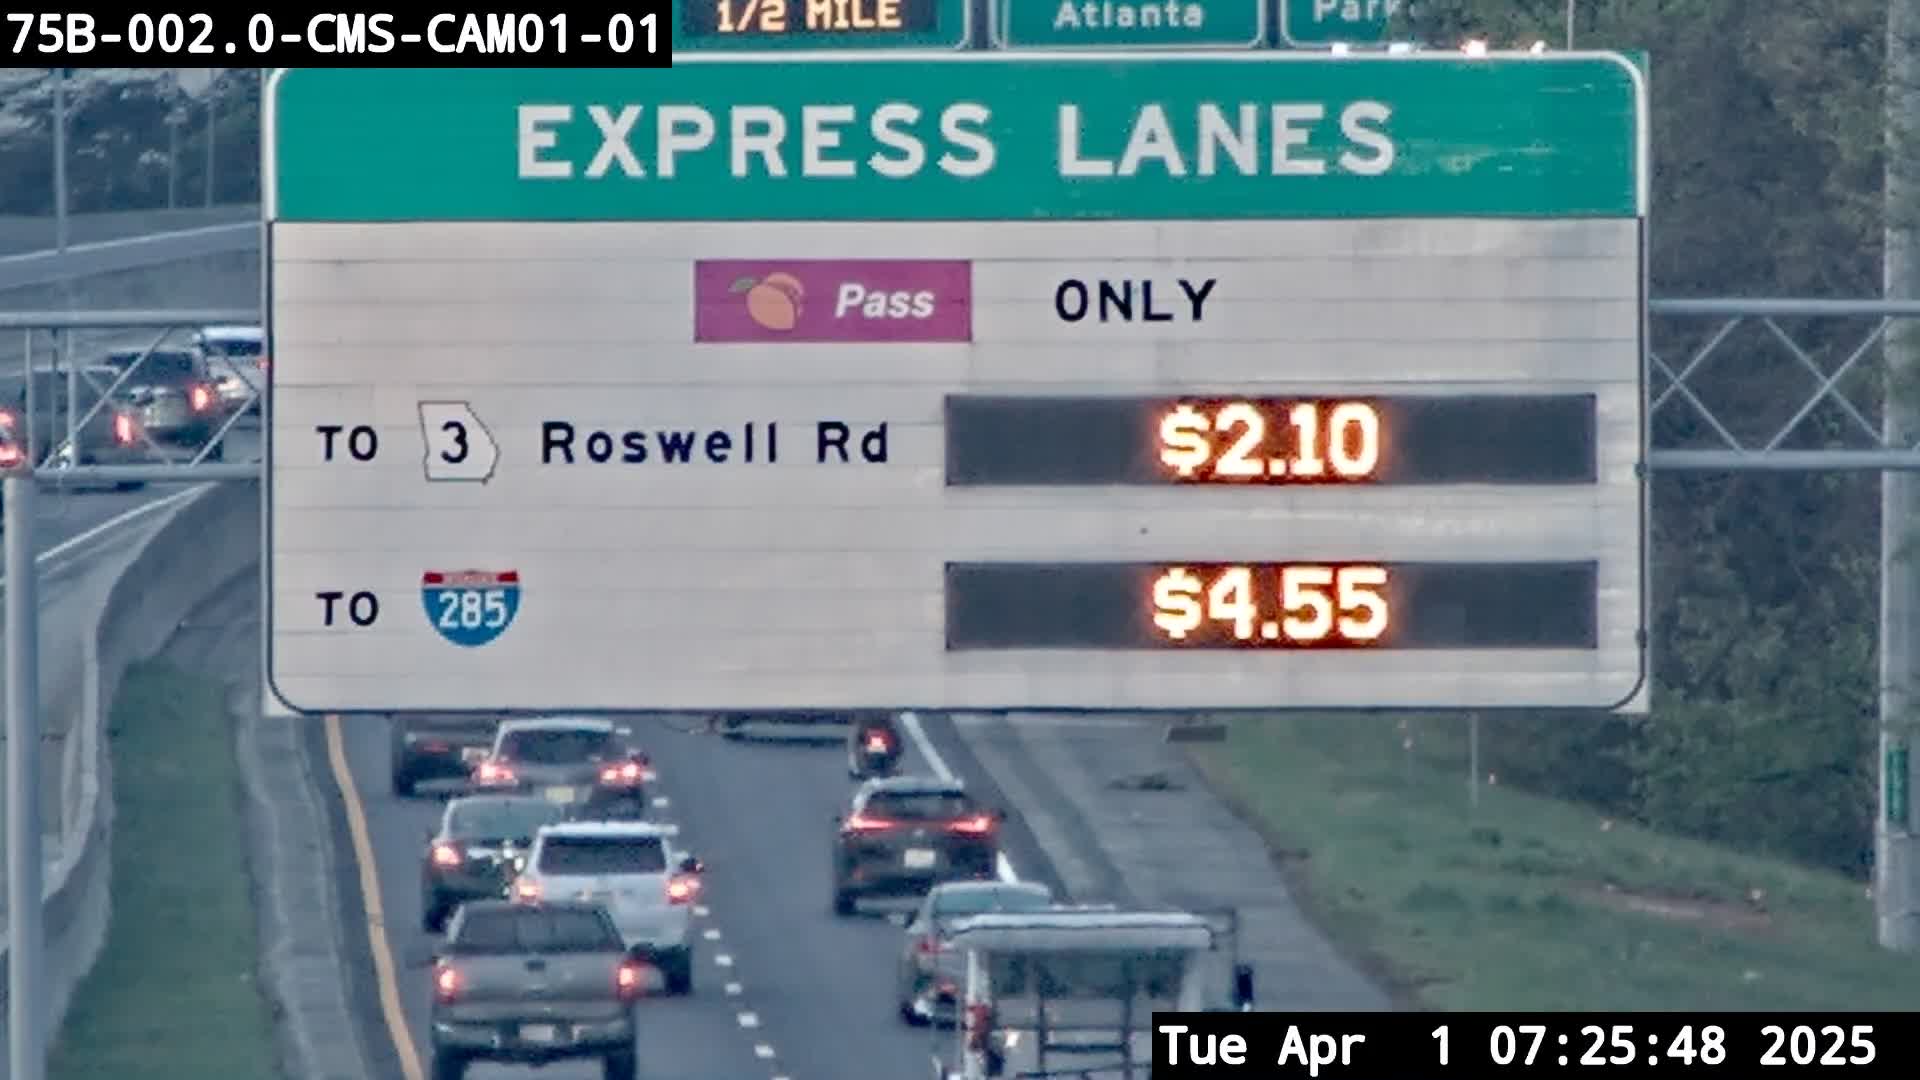 75B-002.0-CMS-CAM01-01
1/2 MILE
Atlanta
Park
EXPRESS LANES
Pass ONLY
TO 3 Roswell Rd $2.10
TO 285 $4.55
Tue Apr 1 07:25:48 2025